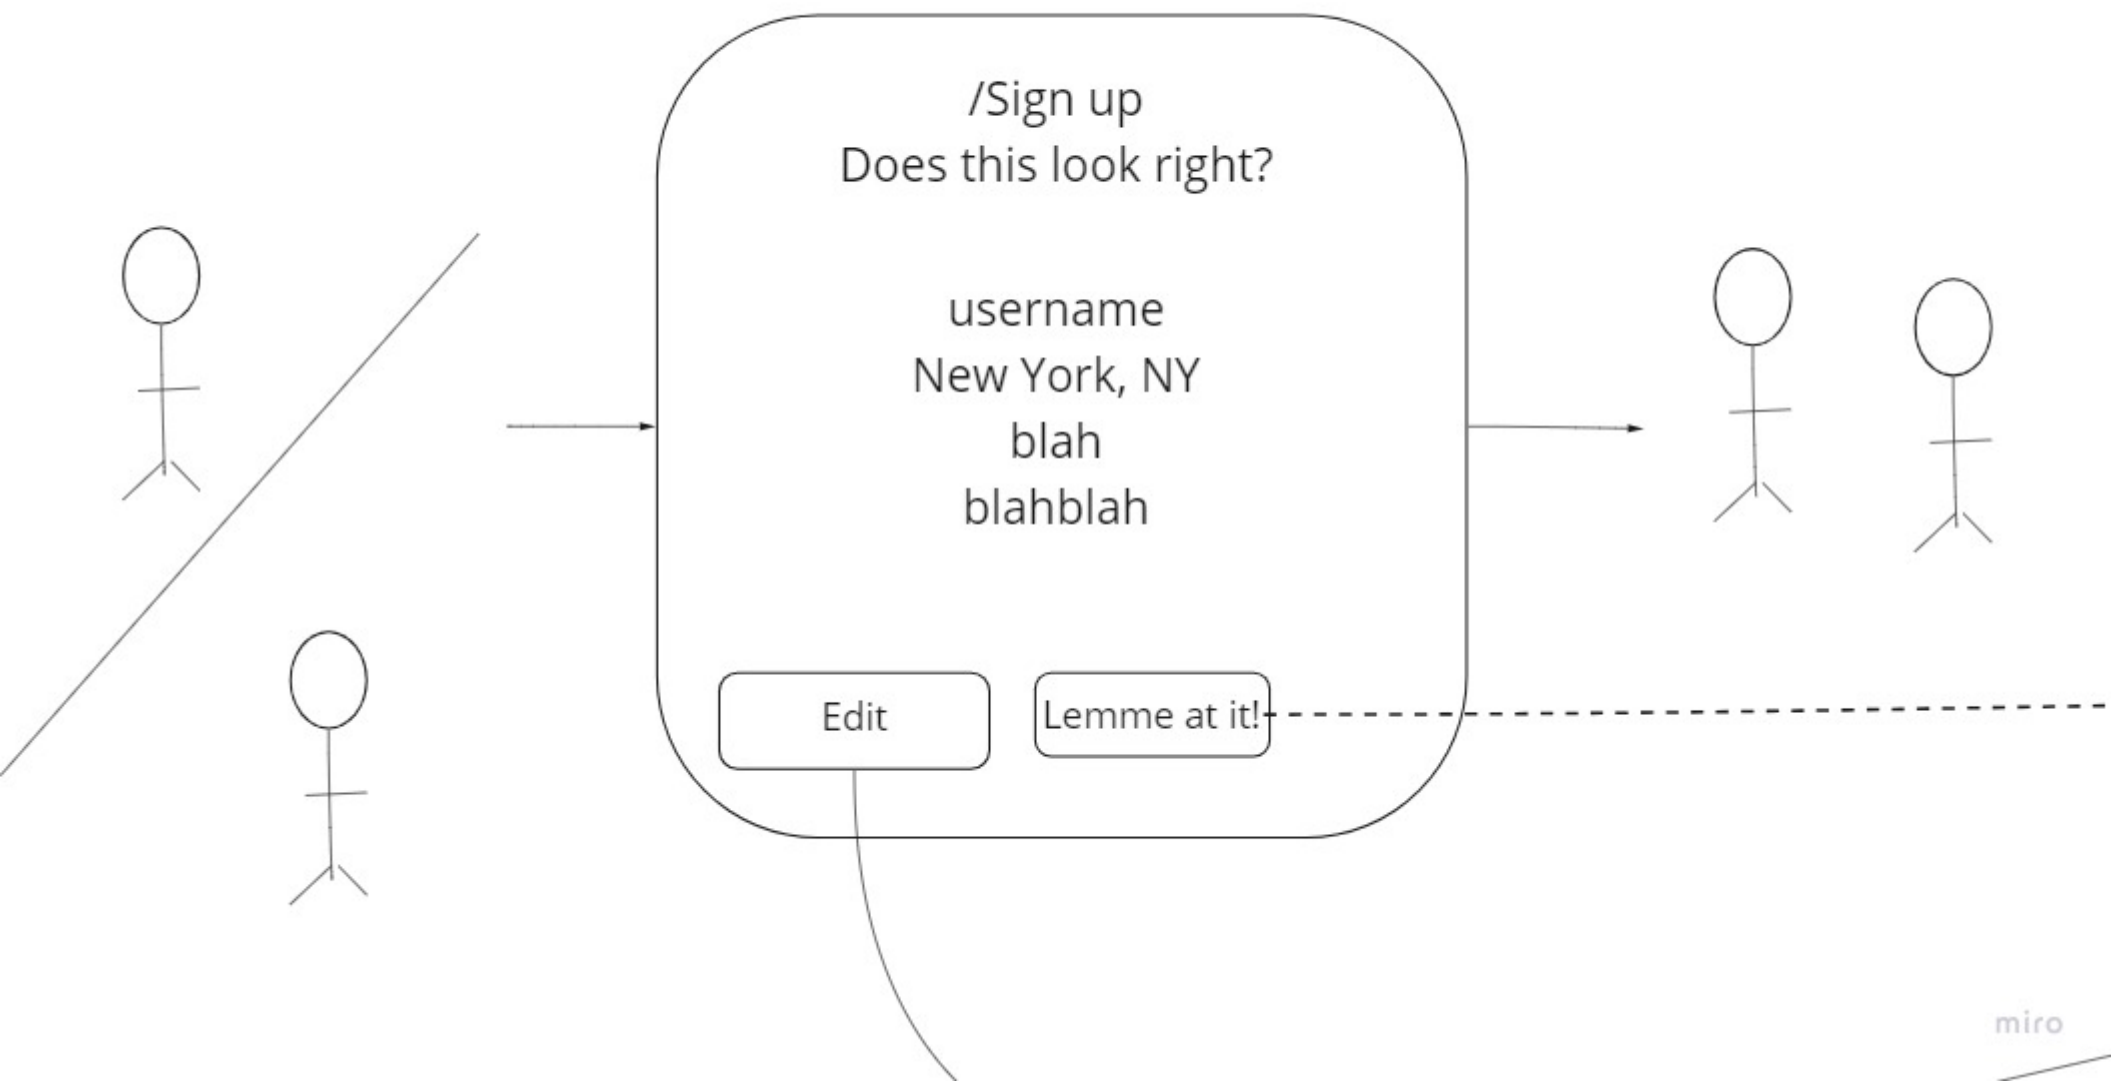 /Sign up
Does this look right?
username
New York, NY
blah
blahblah
Edit
Lemme at it!
miro